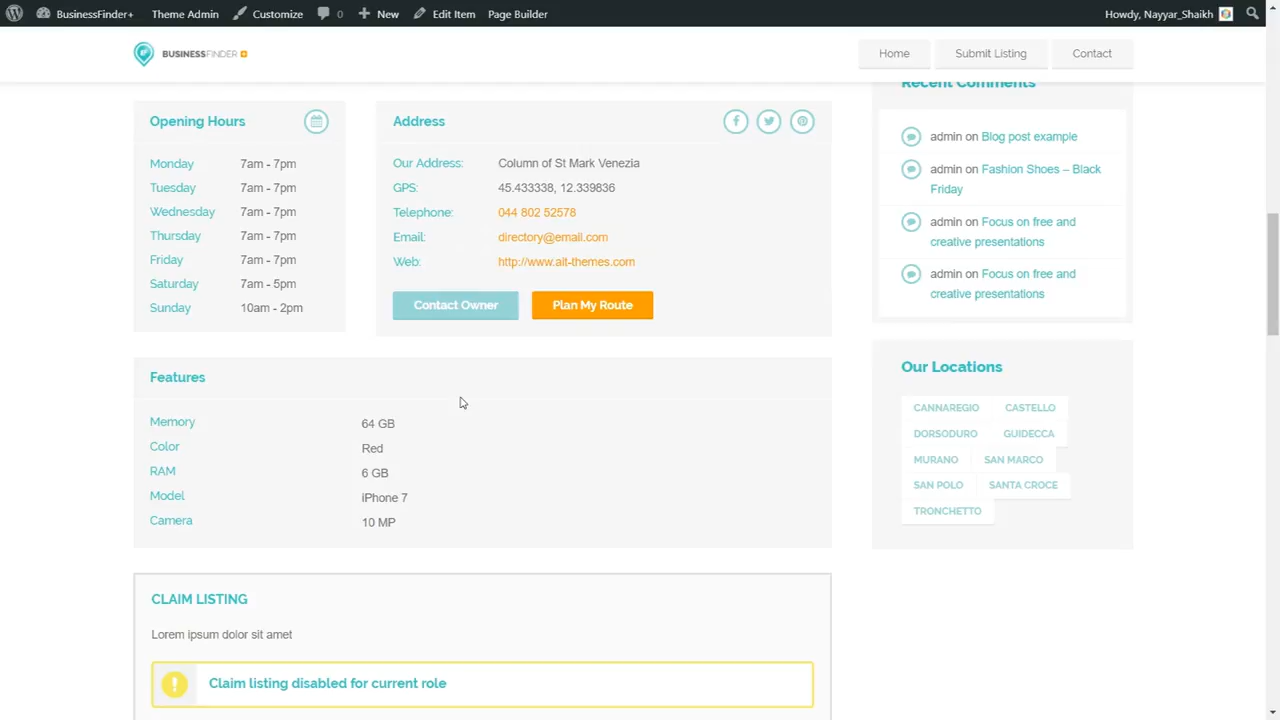 BusinessFinder+ Theme Admin Customize 0 New Edit Item Page Builder Howdy, Nayyar_Shaikh
BUSINESSFINDER
Home Submit Listing Contact
Opening Hours
Monday 7am - 7pm
Tuesday 7am - 7pm
Wednesday 7am - 7pm
Thursday 7am - 7pm
Friday 7am - 7pm
Saturday 7am - 5pm
Sunday 10am - 2pm
Address
Our Address: Column of St Mark Venezia
GPS: 45.433338, 12.339836
Telephone: 044 802 52578
Email: directory@email.com
Web: http://www.ait-themes.com
Contact Owner Plan My Route
Features
Memory 64 GB
Color Red
RAM 6 GB
Model iPhone 7
Camera 10 MP
CLAIM LISTING
Lorem ipsum dolor sit amet
Claim listing disabled for current role
Recent Comments
admin on Blog post example
admin on Fashion Shoes – Black
Friday
admin on Focus on free and
creative presentations
admin on Focus on free and
creative presentations
Our Locations
CANNAREGIO CASTELLO
DORSODURO GUIDECCA
MURANO SAN MARCO
SAN POLO SANTA CROCE
TRONCHETTO